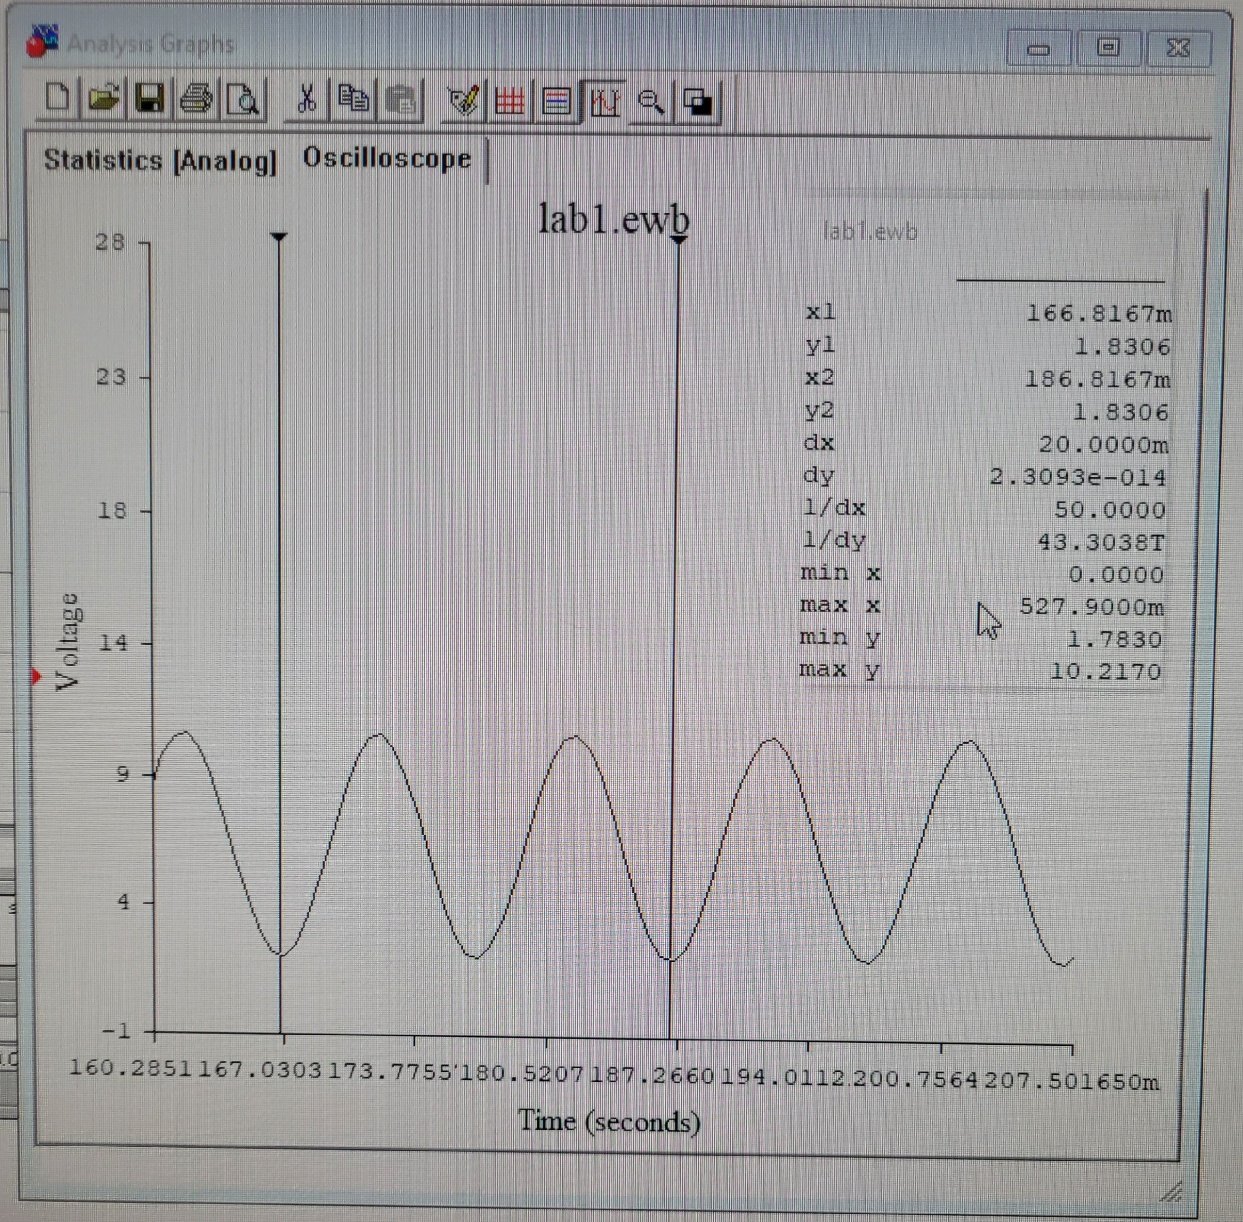 Analysis Graphs
Statistics [Analog] Oscilloscope
lab1.ewb
lab1.ewb
x1 166.8167m
y1 1.8306
x2 186.8167m
y2 1.8306
dx 20.0000m
dy 2.3093e-014
1/dx 50.0000
1/dy 43.3038T
min x 0.0000
max x 527.9000m
min y 1.7830
max y 10.2170
28
23
18
14
9
4
-1
Voltage
160.2851 167.0303 173.7755 180.5207 187.2660 194.0112 200.7564 207.501650m
Time (seconds)